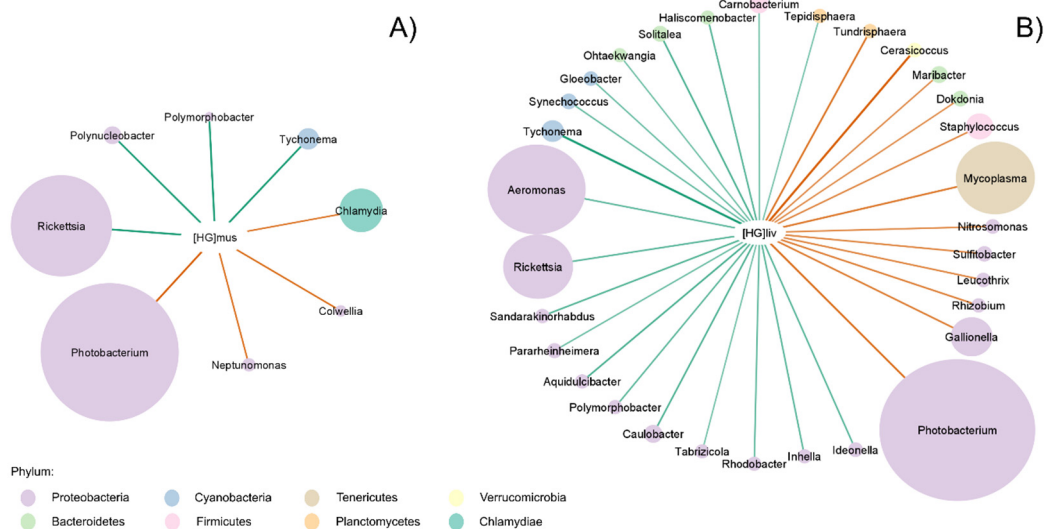 A)
Polymorphobacter
Polynucleobacter
Tychonema
Chlamydia
Rickettsia
[HG]mus
Colwellia
Photobacterium
Neptunomonas
B)
Carnobacterium
Haliscomenobacter
Tepidisphaera
Solitalea
Tundrisphaera
Ohtaekwangia
Cerasicoccus
Gloeobacter
Maribacter
Synechococcus
Dokdonia
Tychonema
Staphylococcus
Aeromonas
Mycoplasma
[HG]liv
Nitrosomonas
Rickettsia
Sulfitobacter
Leucothrix
Sandarakinorhabdus
Rhizobium
Pararheinheimera
Gallionella
Aquidulcibacter
Polymorphobacter
Photobacterium
Caulobacter
Tabrizicola
Rhodobacter
Inhella
Ideonella
Phylum:
Proteobacteria
Cyanobacteria
Tenericutes
Verrucomicrobia
Bacteroidetes
Firmicutes
Planctomycetes
Chlamydiae